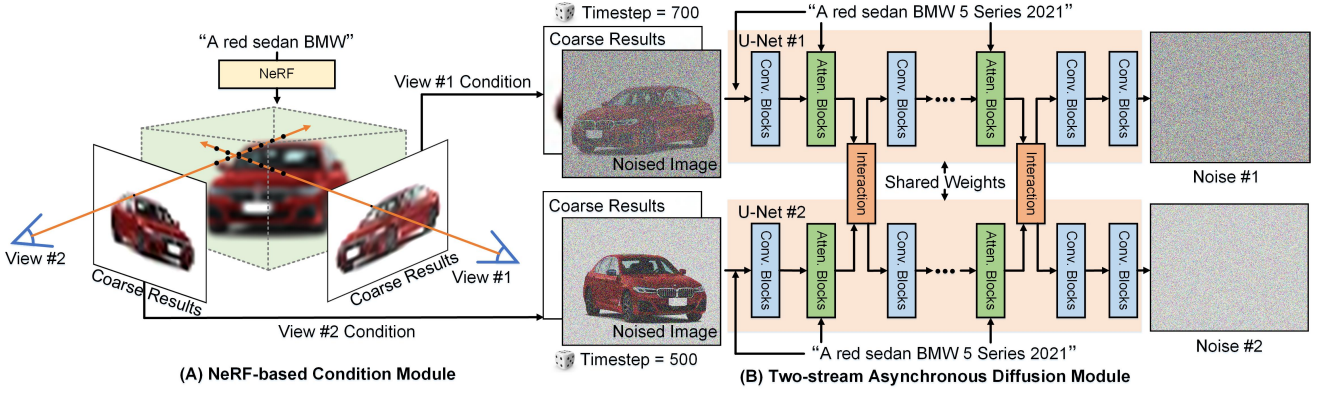 “A red sedan BMW”
NeRF
View #1 Condition
View #2
Coarse Results
Coarse Results
View #1
View #2 Condition
(A) NeRF-based Condition Module
Timestep = 700
Coarse Results
Noised Image
Coarse Results
Noised Image
Timestep = 500
“A red sedan BMW 5 Series 2021”
U-Net #1
Conv. Blocks
Atten. Blocks
Conv. Blocks
Atten. Blocks
Conv. Blocks
Conv. Blocks
Noise #1
Interaction
Shared Weights
Interaction
U-Net #2
Conv. Blocks
Atten. Blocks
Conv. Blocks
Atten. Blocks
Conv. Blocks
Conv. Blocks
Noise #2
“A red sedan BMW 5 Series 2021”
(B) Two-stream Asynchronous Diffusion Module